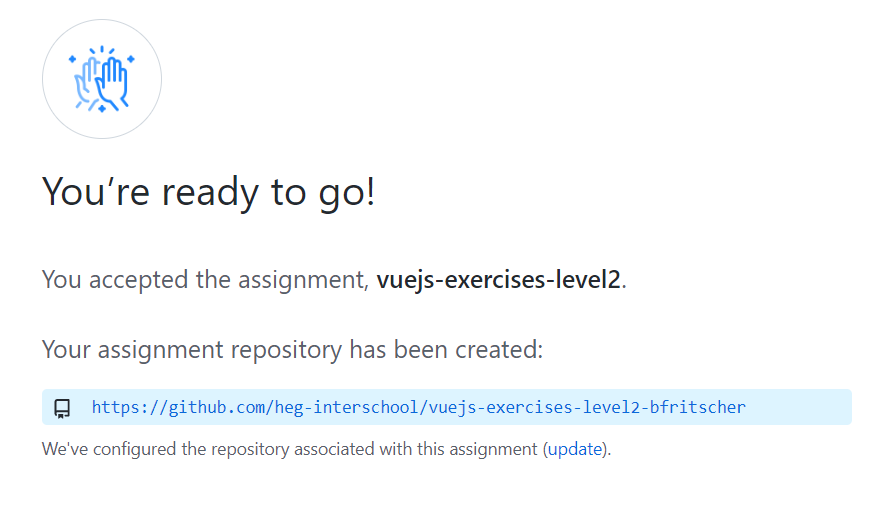 You’re ready to go!
You accepted the assignment, vuejs-exercises-level2.
Your assignment repository has been created:
https://github.com/heg-interschool/vuejs-exercises-level2-bfritscher
We've configured the repository associated with this assignment (update).